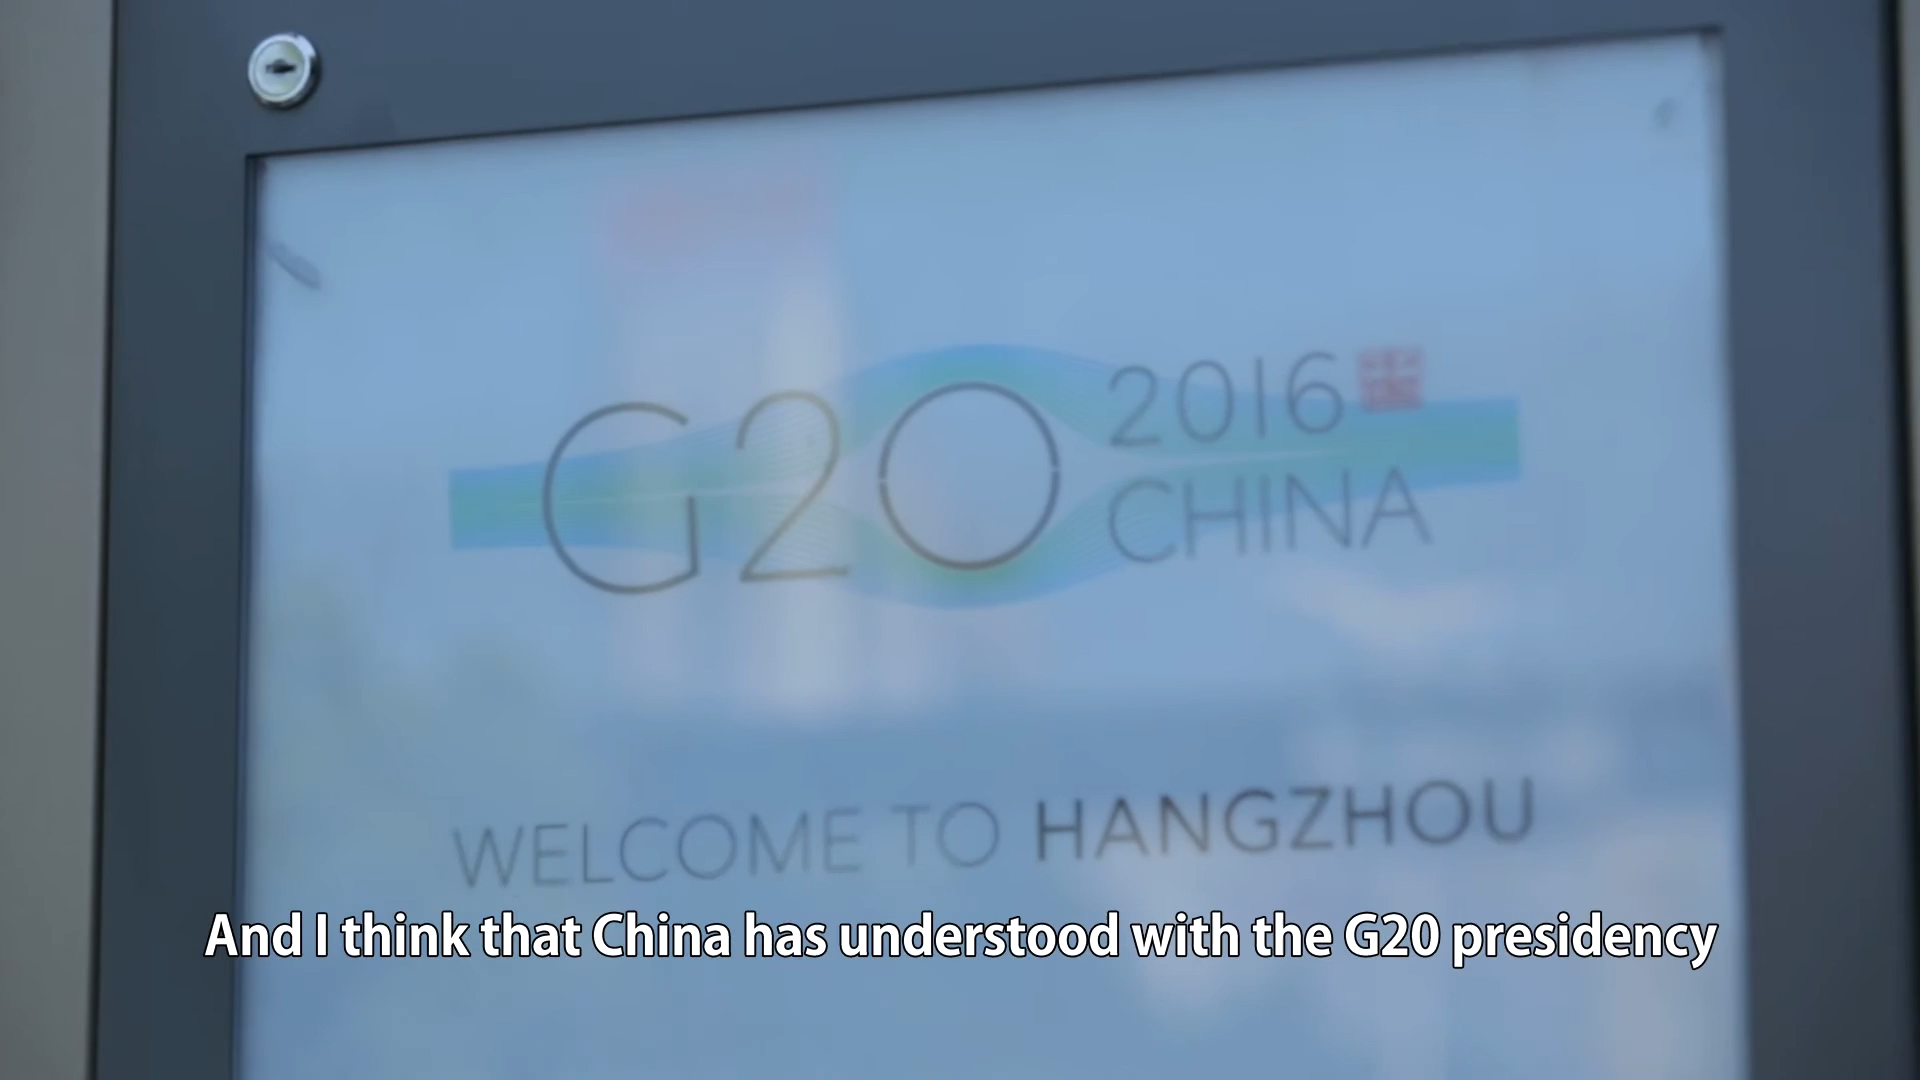 G20 2016
CHINA
WELCOME TO HANGZHOU
And I think that China has understood with the G20 presidency